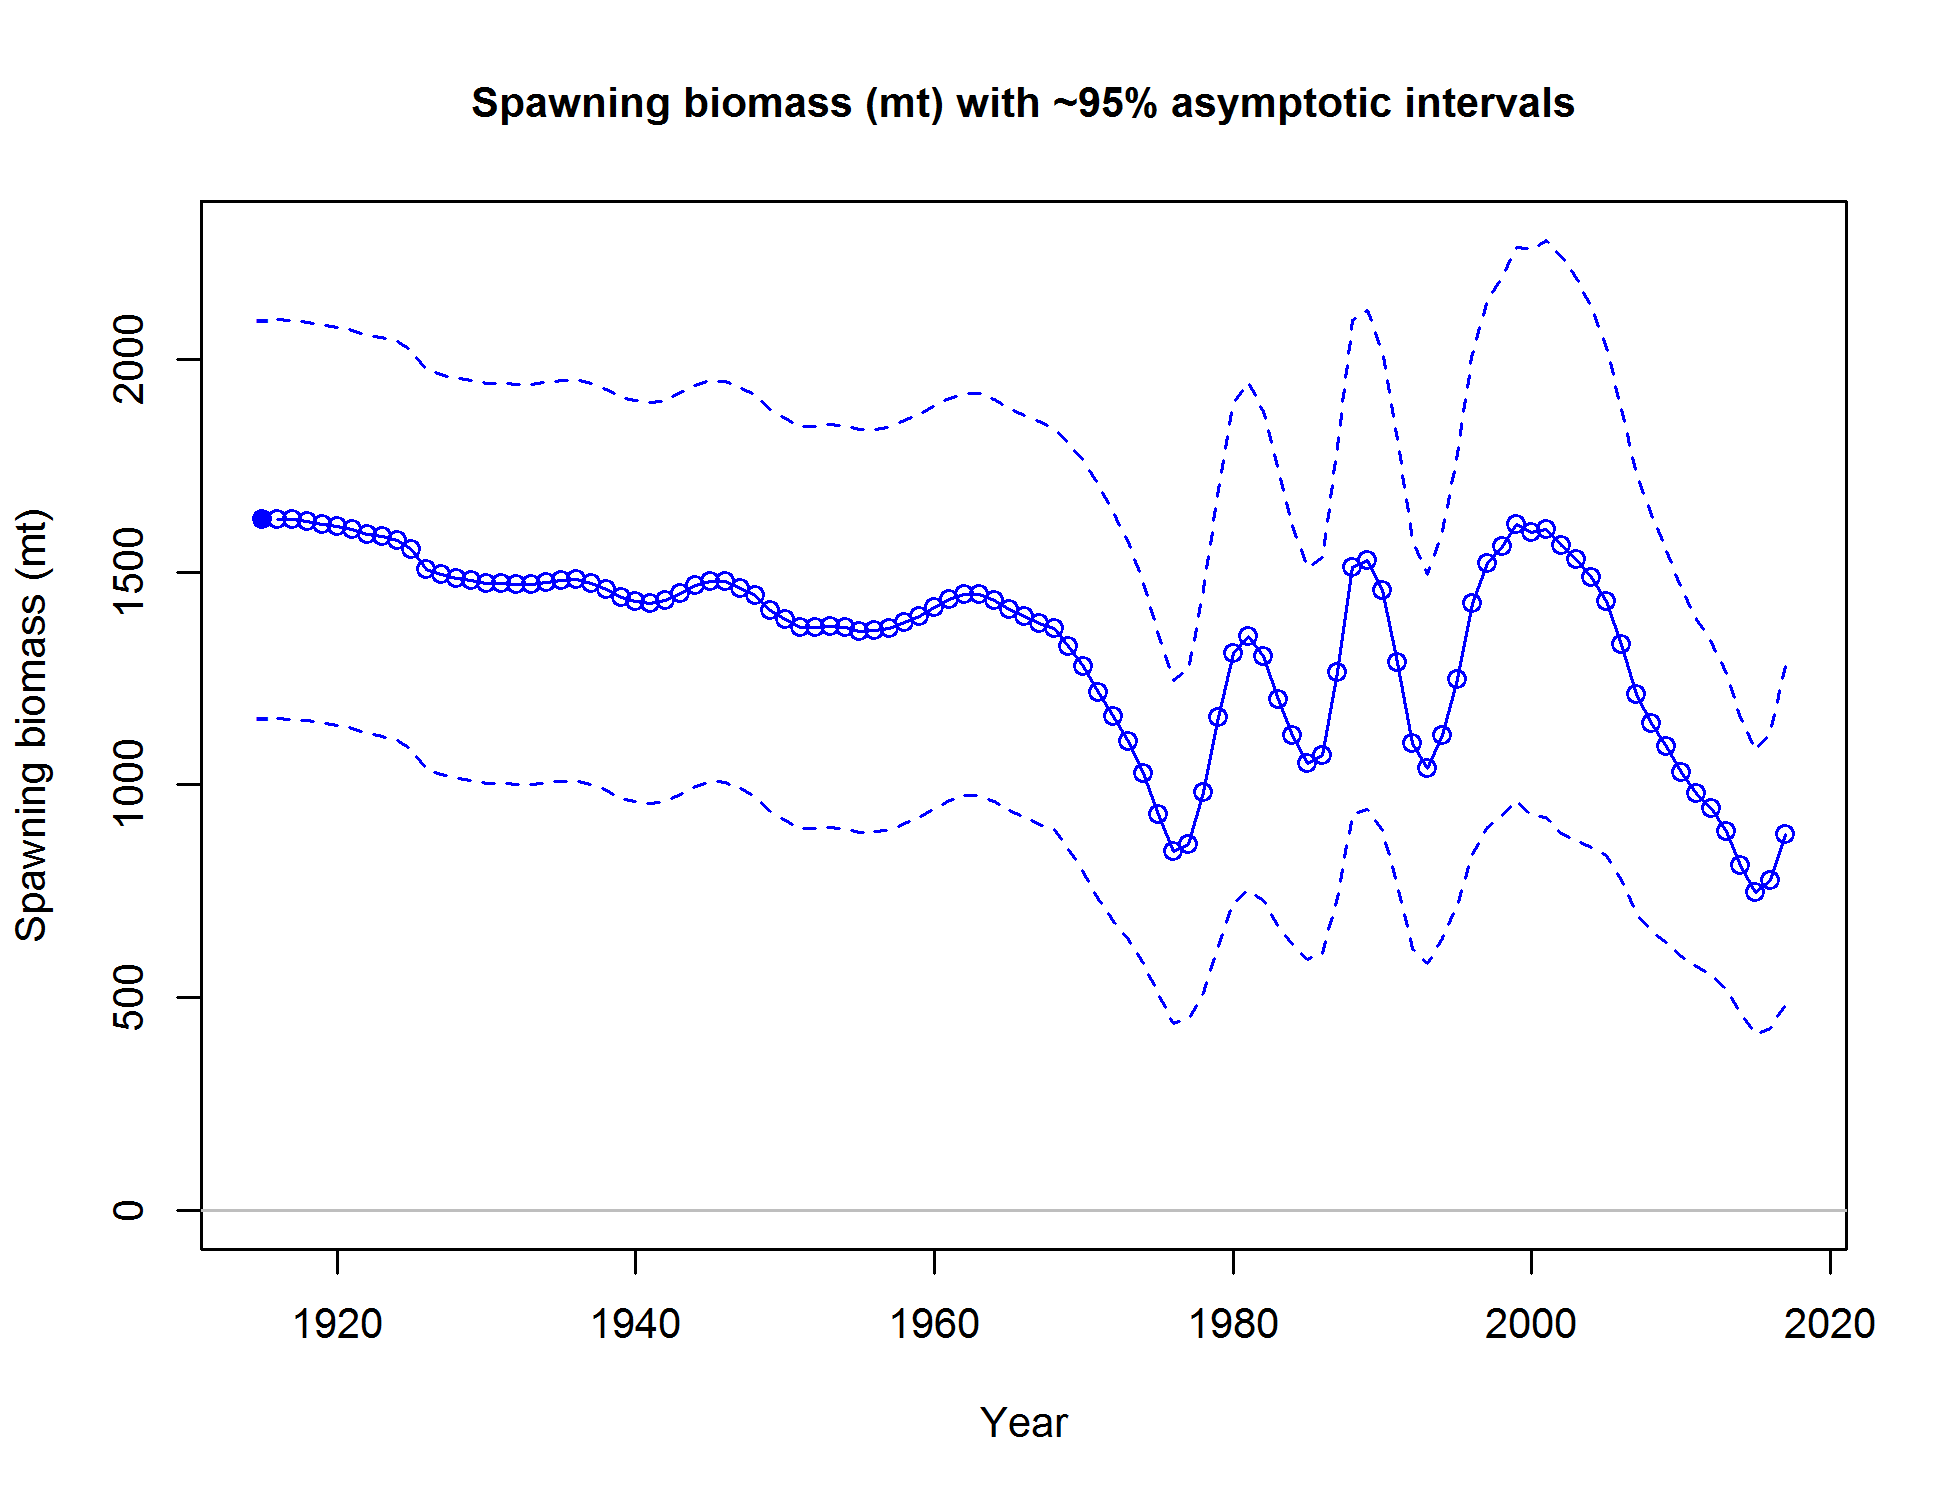 Spawning biomass (mt) with ~95% asymptotic intervals
Spawning biomass (mt)
2000
1500
1000
500
0
1920 1940 1960 1980 2000 2020
Year